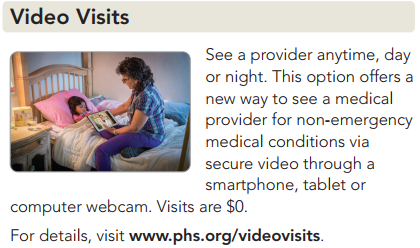 Video Visits
See a provider anytime, day
or night. This option offers a
new way to see a medical
provider for non-emergency
medical conditions via
secure video through a
smartphone, tablet or
computer webcam. Visits are $0.
For details, visit www.phs.org/videovisits.